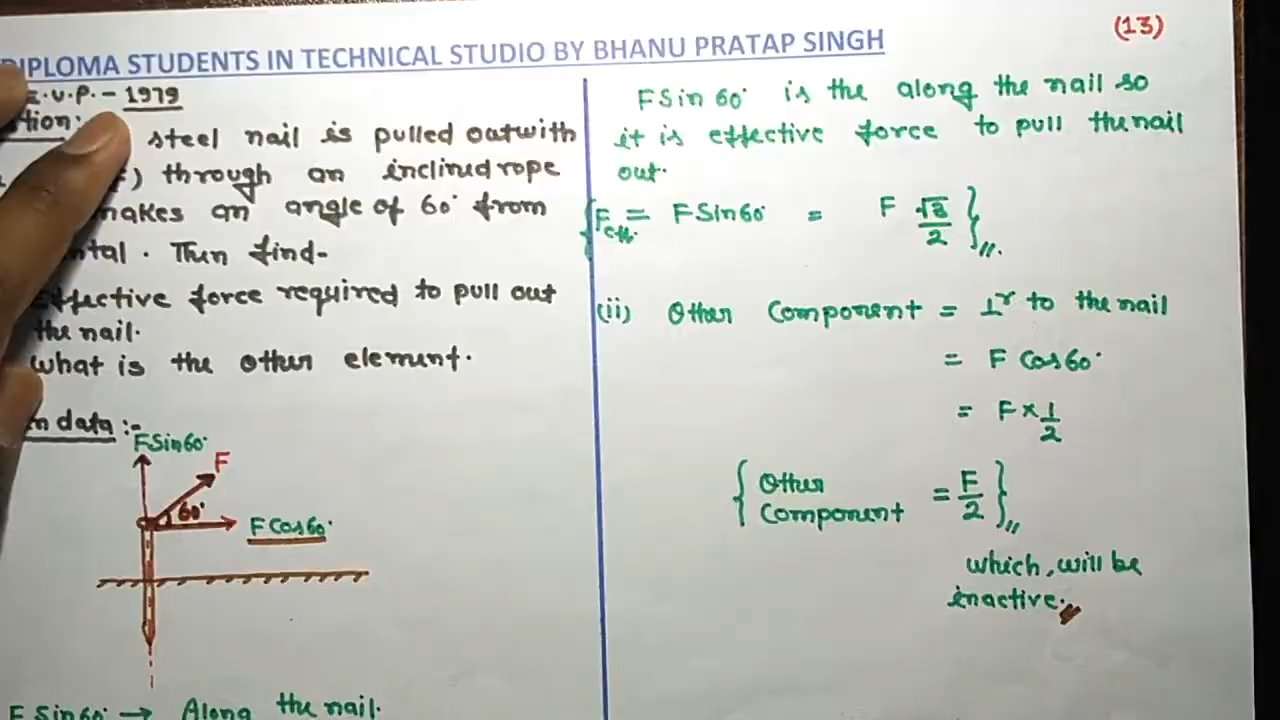 (13)
DIPLOMA STUDENTS IN TECHNICAL STUDIO BY BHANU PRATAP SINGH
E.U.P. - 1979
tion:
steel nail is pulled outwith
F) through an inclined rope
makes an angle of 60° from
ntal. Then find-
Effective force required to pull out
the nail.
What is the other element.
n data :-
FSin60°
F
60°
FCos60°
F Sin60° → Along the nail.
FSin60° is the along the nail so
it is effective force to pull the nail
out.
{Feff. = FSin60° = F √3/2}
(ii) Other Component = ⊥r to the nail
= F Cos60°
= F × 1/2
{Other Component = F/2}
which, will be
inactive.